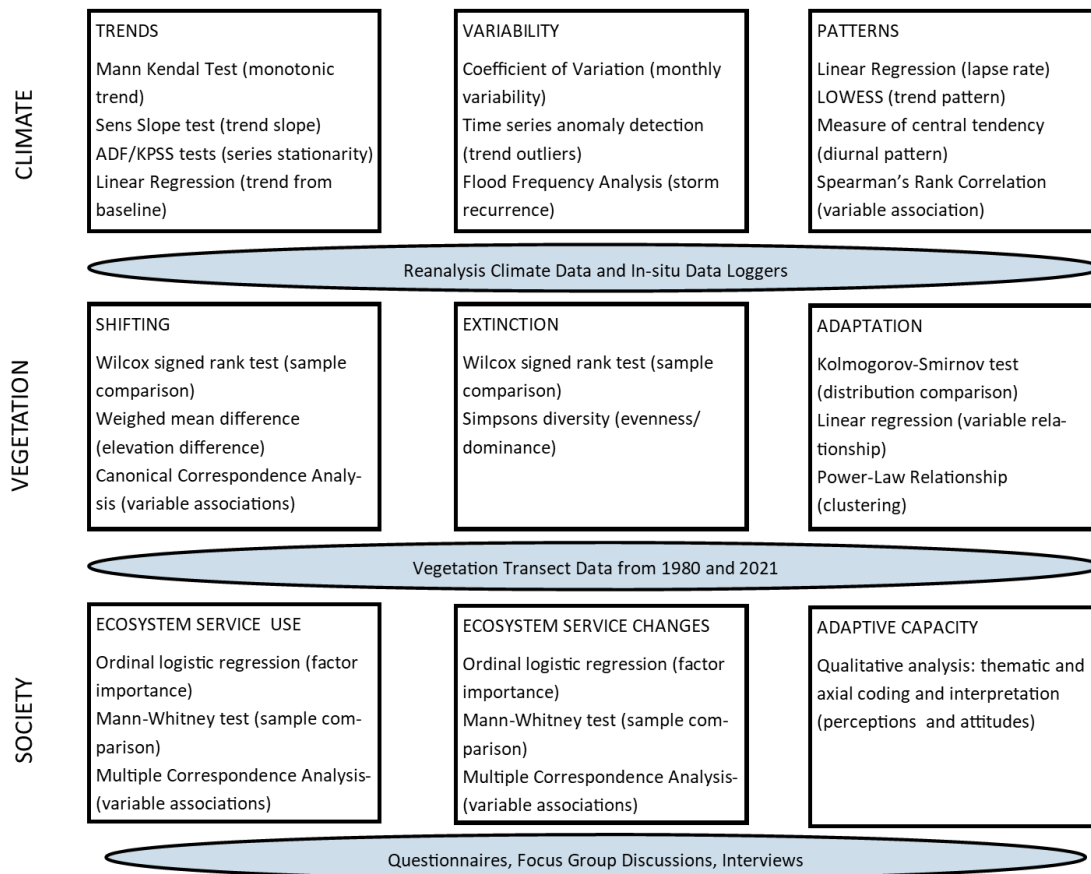 CLIMATE
TRENDS
Mann Kendal Test (monotonic
trend)
Sens Slope test (trend slope)
ADF/KPSS tests (series stationarity)
Linear Regression (trend from
baseline)
VARIABILITY
Coefficient of Variation (monthly
variability)
Time series anomaly detection
(trend outliers)
Flood Frequency Analysis (storm
recurrence)
PATTERNS
Linear Regression (lapse rate)
LOWESS (trend pattern)
Measure of central tendency
(diurnal pattern)
Spearman’s Rank Correlation
(variable association)
Reanalysis Climate Data and In-situ Data Loggers
VEGETATION
SHIFTING
Wilcox signed rank test (sample
comparison)
Weighed mean difference
(elevation difference)
Canonical Correspondence Analy-
sis (variable associations)
EXTINCTION
Wilcox signed rank test (sample
comparison)
Simpsons diversity (evenness/
dominance)
ADAPTATION
Kolmogorov-Smirnov test
(distribution comparison)
Linear regression (variable rela-
tionship)
Power-Law Relationship
(clustering)
Vegetation Transect Data from 1980 and 2021
SOCIETY
ECOSYSTEM SERVICE  USE
Ordinal logistic regression (factor
importance)
Mann-Whitney test (sample com-
parison)
Multiple Correspondence Analysis-
(variable associations)
ECOSYSTEM SERVICE CHANGES
Ordinal logistic regression (factor
importance)
Mann-Whitney test (sample com-
parison)
Multiple Correspondence Analysis-
(variable associations)
ADAPTIVE CAPACITY
Qualitative analysis: thematic and
axial coding and interpretation
(perceptions  and attitudes)
Questionnaires, Focus Group Discussions, Interviews